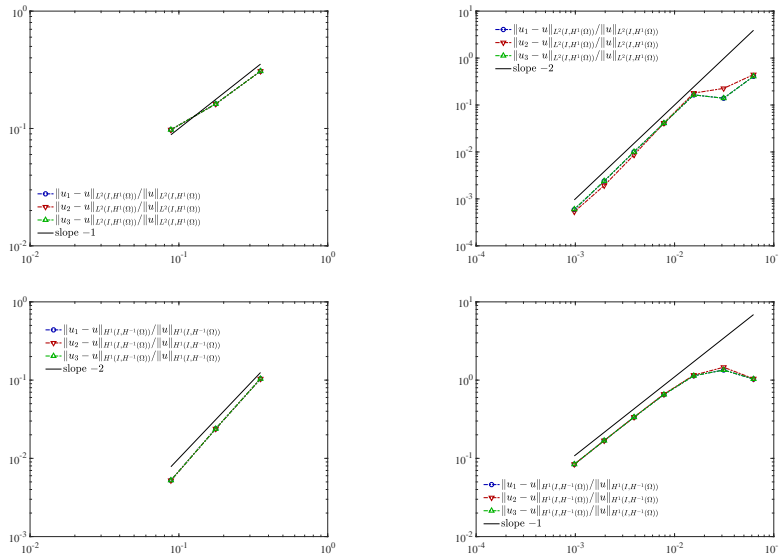 10^0
10^-1
10^-2
10^-2 10^-1 10^0
‖u_1 − u‖_{L^2(I,H^1(Ω))}/‖u‖_{L^2(I,H^1(Ω))}
‖u_2 − u‖_{L^2(I,H^1(Ω))}/‖u‖_{L^2(I,H^1(Ω))}
‖u_3 − u‖_{L^2(I,H^1(Ω))}/‖u‖_{L^2(I,H^1(Ω))}
slope −1
10^1
10^0
10^-1
10^-2
10^-3
10^-4
10^-4 10^-3 10^-2 10^-1
‖u_1 − u‖_{L^2(I,H^1(Ω))}/‖u‖_{L^2(I,H^1(Ω))}
‖u_2 − u‖_{L^2(I,H^1(Ω))}/‖u‖_{L^2(I,H^1(Ω))}
‖u_3 − u‖_{L^2(I,H^1(Ω))}/‖u‖_{L^2(I,H^1(Ω))}
slope −2
10^0
10^-1
10^-2
10^-3
10^-2 10^-1 10^0
‖u_1 − u‖_{H^1(I,H^{-1}(Ω))}/‖u‖_{H^1(I,H^{-1}(Ω))}
‖u_2 − u‖_{H^1(I,H^{-1}(Ω))}/‖u‖_{H^1(I,H^{-1}(Ω))}
‖u_3 − u‖_{H^1(I,H^{-1}(Ω))}/‖u‖_{H^1(I,H^{-1}(Ω))}
slope −2
10^1
10^0
10^-1
10^-2
10^-4 10^-3 10^-2 10^-1
‖u_1 − u‖_{H^1(I,H^{-1}(Ω))}/‖u‖_{H^1(I,H^{-1}(Ω))}
‖u_2 − u‖_{H^1(I,H^{-1}(Ω))}/‖u‖_{H^1(I,H^{-1}(Ω))}
‖u_3 − u‖_{H^1(I,H^{-1}(Ω))}/‖u‖_{H^1(I,H^{-1}(Ω))}
slope −1